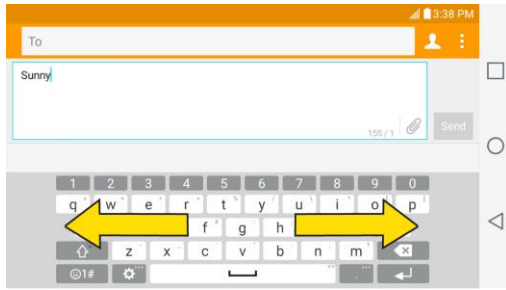 3:38 PM
To
Sunny
155 / 1
Send
1 2 3 4 5 6 7 8 9 0
q w e r t y u i o p
f g h
z x c v b n m
1#